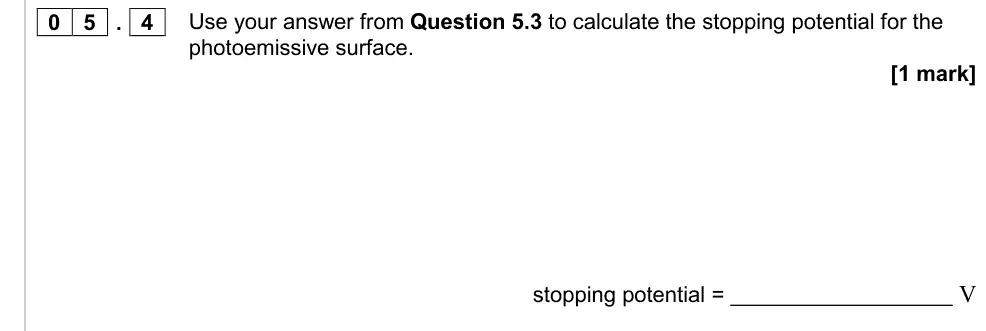 0 5 . 4 Use your answer from Question 5.3 to calculate the stopping potential for the
photoemissive surface.
[1 mark]
stopping potential = ____________________ V